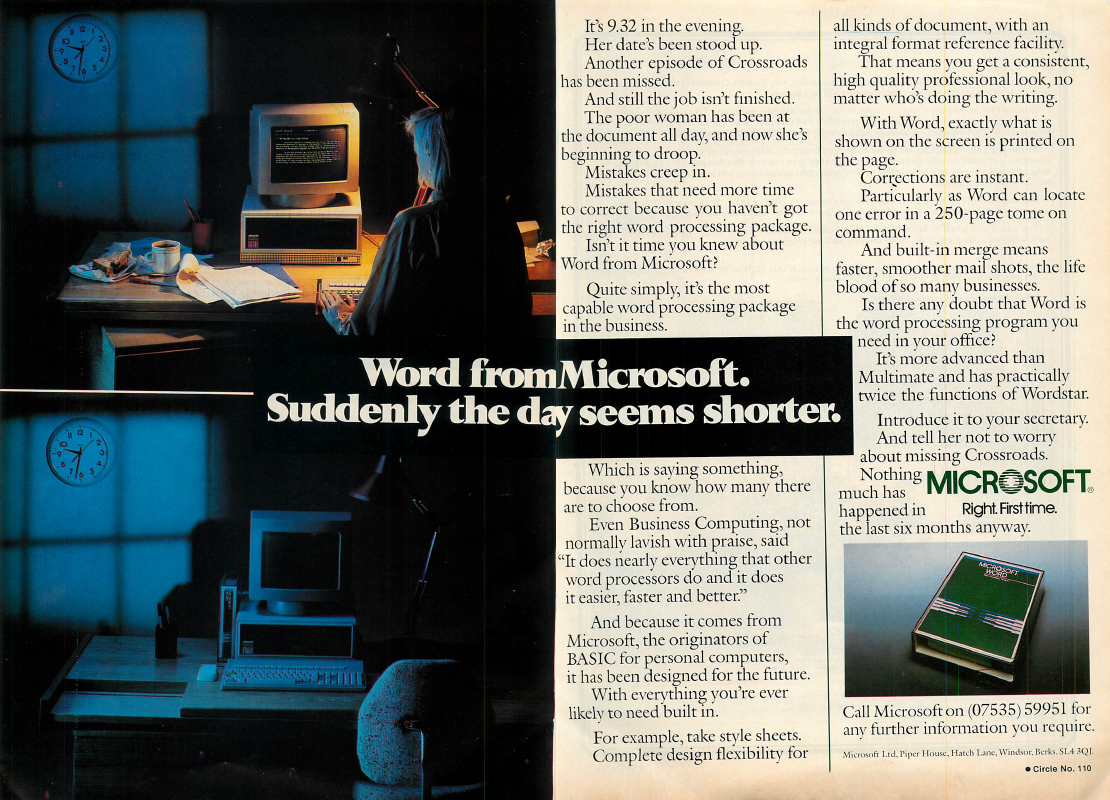 It's 9.32 in the evening.
Her date's been stood up.
Another episode of Crossroads
has been missed.
And still the job isn't finished.
The poor woman has been at
the document all day, and now she's
beginning to droop.
Mistakes creep in.
Mistakes that need more time
to correct because you haven't got
the right word processing package.
Isn't it time you knew about
Word from Microsoft?
Quite simply, it's the most
capable word processing package
in the business.
Word from Microsoft.
Suddenly the day seems shorter.
Which is saying something,
because you know how many there
are to choose from.
Even Business Computing, not
normally lavish with praise, said
“It does nearly everything that other
word processors do and it does
it easier, faster and better.”
And because it comes from
Microsoft, the originators of
BASIC for personal computers,
it has been designed for the future.
With everything you're ever
likely to need built in.
For example, take style sheets.
Complete design flexibility for
all kinds of document, with an
integral format reference facility.
That means you get a consistent,
high quality professional look, no
matter who's doing the writing.
With Word, exactly what is
shown on the screen is printed on
the page.
Corrections are instant.
Particularly as Word can locate
one error in a 250-page tome on
command.
And built-in merge means
faster, smoother mail shots, the life
blood of so many businesses.
Is there any doubt that Word is
the word processing program you
need in your office?
It's more advanced than
Multimate and has practically
twice the functions of Wordstar.
Introduce it to your secretary.
And tell her not to worry
about missing Crossroads.
Nothing
much has
happened in
the last six months anyway.
MICROSOFT®
Right. First time.
MICROSOFT
WORD
Call Microsoft on (07535) 59951 for
any further information you require.
Microsoft Ltd, Piper House, Hatch Lane, Windsor, Berks. SL4 3QJ.
● Circle No. 110